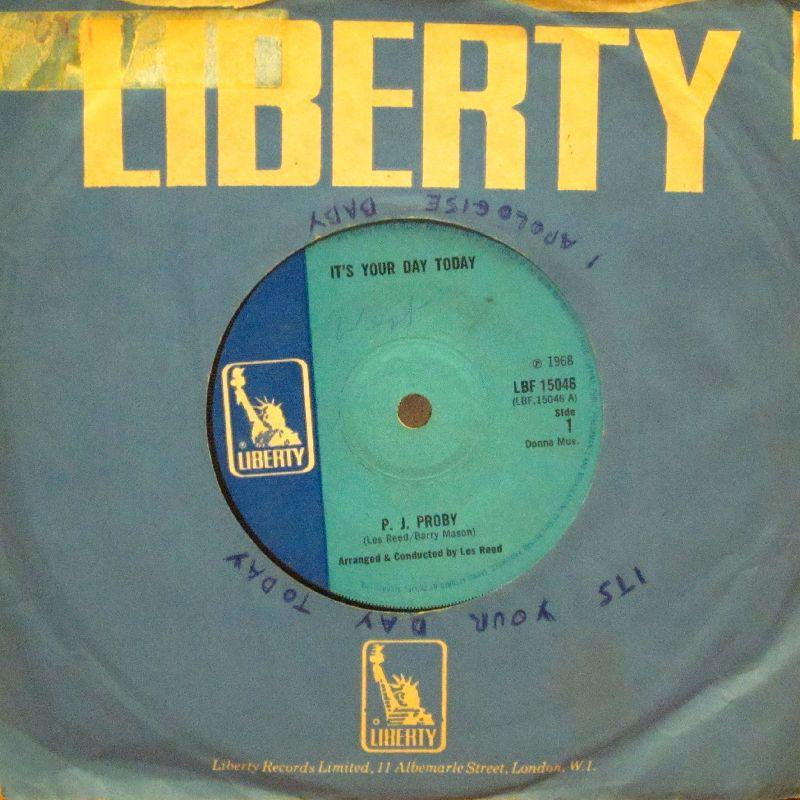 LIBERTY
I APOLOGISE BABY
IT'S YOUR DAY TODAY
℗ 1968
LBF 15046
(LBF.15046 A)
Side
1
Donna Mus.
® LIBERTY
P. J. PROBY
(Les Reed/Barry Mason)
Arranged & Conducted by Les Reed
ITS YOUR DAY TODAY
LIBERTY
Liberty Records Limited, 11 Albemarle Street, London, W.1.